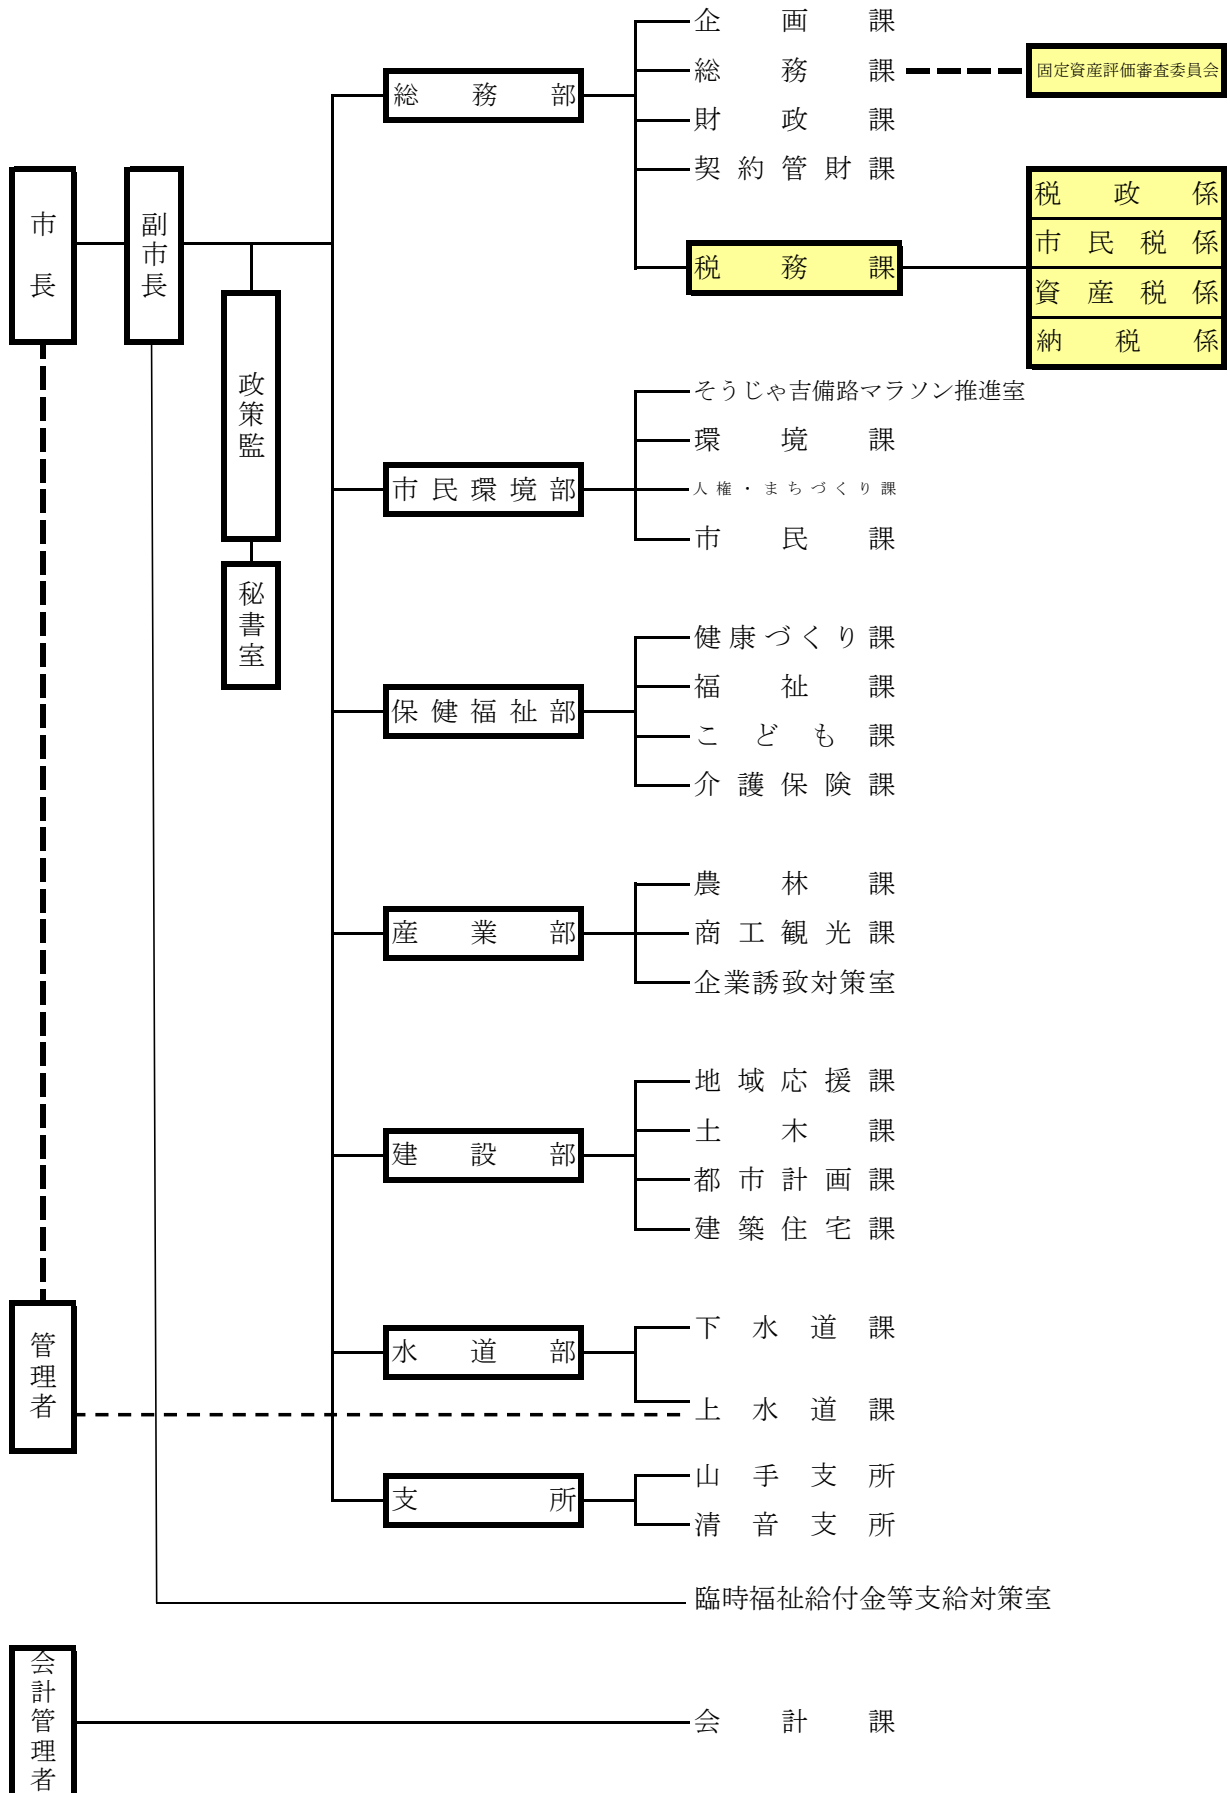 企画課
総務課
固定資産評価審査委員会
総務部
財政課
契約管財課
市長
副市長
税務課
税政係
市民税係
資産税係
納税係
政策監
秘書室
そうじゃ吉備路マラソン推進室
環境課
市民環境部
人権・まちづくり課
市民課
健康づくり課
福祉課
保健福祉部
こども課
介護保険課
農林課
産業部
商工観光課
企業誘致対策室
地域応援課
土木課
建設部
都市計画課
建築住宅課
管理者
下水道課
水道部
上水道課
山手支所
支所
清音支所
臨時福祉給付金等支給対策室
会計管理者
会計課